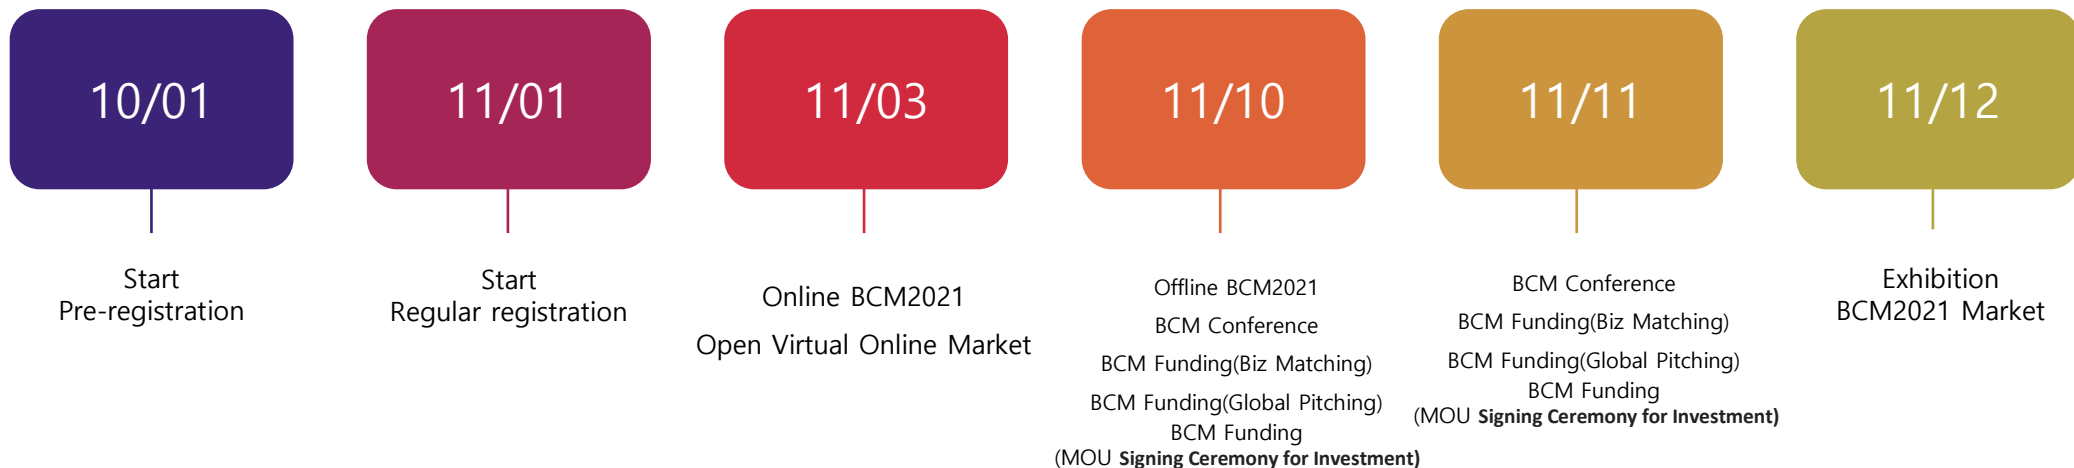 10/01
Start
Pre-registration
11/01
Start
Regular registration
11/03
Online BCM2021
Open Virtual Online Market
11/10
Offline BCM2021
BCM Conference
BCM Funding(Biz Matching)
BCM Funding(Global Pitching)
BCM Funding
(MOU Signing Ceremony for Investment)
11/11
BCM Conference
BCM Funding(Biz Matching)
BCM Funding(Global Pitching)
BCM Funding
(MOU Signing Ceremony for Investment)
11/12
Exhibition
BCM2021 Market